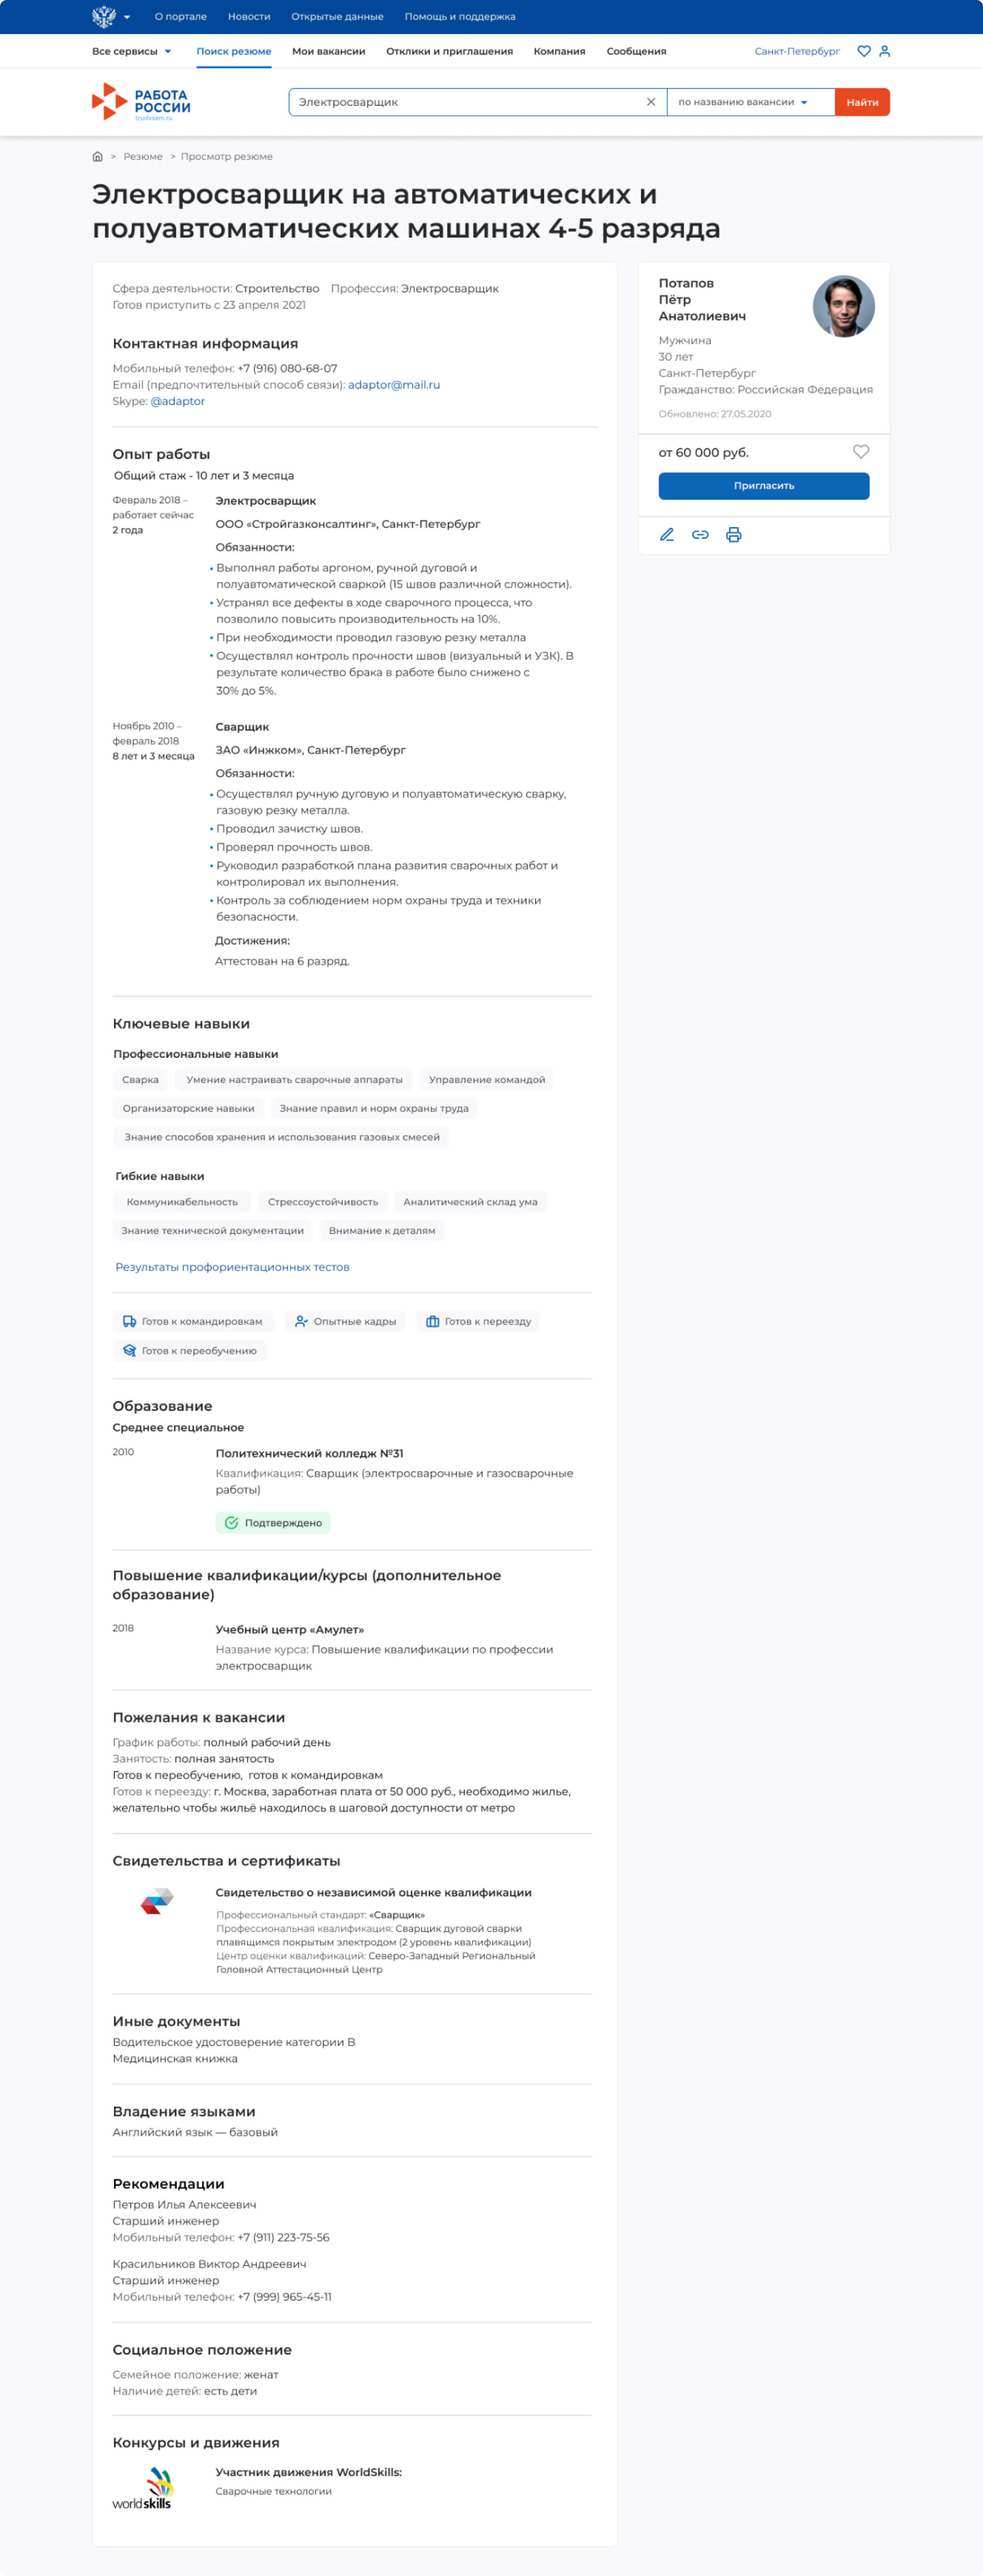 О портале Новости Открытые данные Помощь и поддержка
Все сервисы Поиск резюме Мои вакансии Отклики и приглашения Компания Сообщения Санкт-Петербург
РАБОТА
РОССИИ
trudvsem.ru
Электросварщик по названию вакансии Найти
> Резюме > Просмотр резюме
Электросварщик на автоматических и
полуавтоматических машинах 4-5 разряда
Сфера деятельности: Строительство Профессия: Электросварщик
Готов приступить с 23 апреля 2021
Контактная информация
Мобильный телефон: +7 (916) 080-68-07
Email (предпочтительный способ связи): adaptor@mail.ru
Skype: @adaptor
Потапов
Пётр
Анатолиевич
Мужчина
30 лет
Санкт-Петербург
Гражданство: Российская Федерация
Обновлено: 27.05.2020
от 60 000 руб.
Пригласить
Опыт работы
Общий стаж - 10 лет и 3 месяца
Февраль 2018 –
работает сейчас
2 года
Электросварщик
ООО «Стройгазконсалтинг», Санкт-Петербург
Обязанности:
• Выполнял работы аргоном, ручной дуговой и
полуавтоматической сваркой (15 швов различной сложности).
• Устранял все дефекты в ходе сварочного процесса, что
позволило повысить производительность на 10%.
• При необходимости проводил газовую резку металла
• Осуществлял контроль прочности швов (визуальный и УЗК). В
результате количество брака в работе было снижено с
30% до 5%.
Ноябрь 2010 –
февраль 2018
8 лет и 3 месяца
Сварщик
ЗАО «Инжком», Санкт-Петербург
Обязанности:
• Осуществлял ручную дуговую и полуавтоматическую сварку,
газовую резку металла.
• Проводил зачистку швов.
• Проверял прочность швов.
• Руководил разработкой плана развития сварочных работ и
контролировал их выполнения.
• Контроль за соблюдением норм охраны труда и техники
безопасности.
Достижения:
Аттестован на 6 разряд.
Ключевые навыки
Профессиональные навыки
Сварка Умение настраивать сварочные аппараты Управление командой
Организаторские навыки Знание правил и норм охраны труда
Знание способов хранения и использования газовых смесей
Гибкие навыки
Коммуникабельность Стрессоустойчивость Аналитический склад ума
Знание технической документации Внимание к деталям
Результаты профориентационных тестов
Готов к командировкам Опытные кадры Готов к переезду
Готов к переобучению
Образование
Среднее специальное
2010
Политехнический колледж №31
Квалификация: Сварщик (электросварочные и газосварочные
работы)
Подтверждено
Повышение квалификации/курсы (дополнительное
образование)
2018
Учебный центр «Амулет»
Название курса: Повышение квалификации по профессии
электросварщик
Пожелания к вакансии
График работы: полный рабочий день
Занятость: полная занятость
Готов к переобучению, готов к командировкам
Готов к переезду: г. Москва, заработная плата от 50 000 руб., необходимо жилье,
желательно чтобы жильё находилось в шаговой доступности от метро
Свидетельства и сертификаты
Свидетельство о независимой оценке квалификации
Профессиональный стандарт: «Сварщик»
Профессиональная квалификация: Сварщик дуговой сварки
плавящимся покрытым электродом (2 уровень квалификации)
Центр оценки квалификаций: Северо-Западный Региональный
Головной Аттестационный Центр
Иные документы
Водительское удостоверение категории В
Медицинская книжка
Владение языками
Английский язык — базовый
Рекомендации
Петров Илья Алексеевич
Старший инженер
Мобильный телефон: +7 (911) 223-75-56
Красильников Виктор Андреевич
Старший инженер
Мобильный телефон: +7 (999) 965-45-11
Социальное положение
Семейное положение: женат
Наличие детей: есть дети
Конкурсы и движения
worldskills
Участник движения WorldSkills:
Сварочные технологии